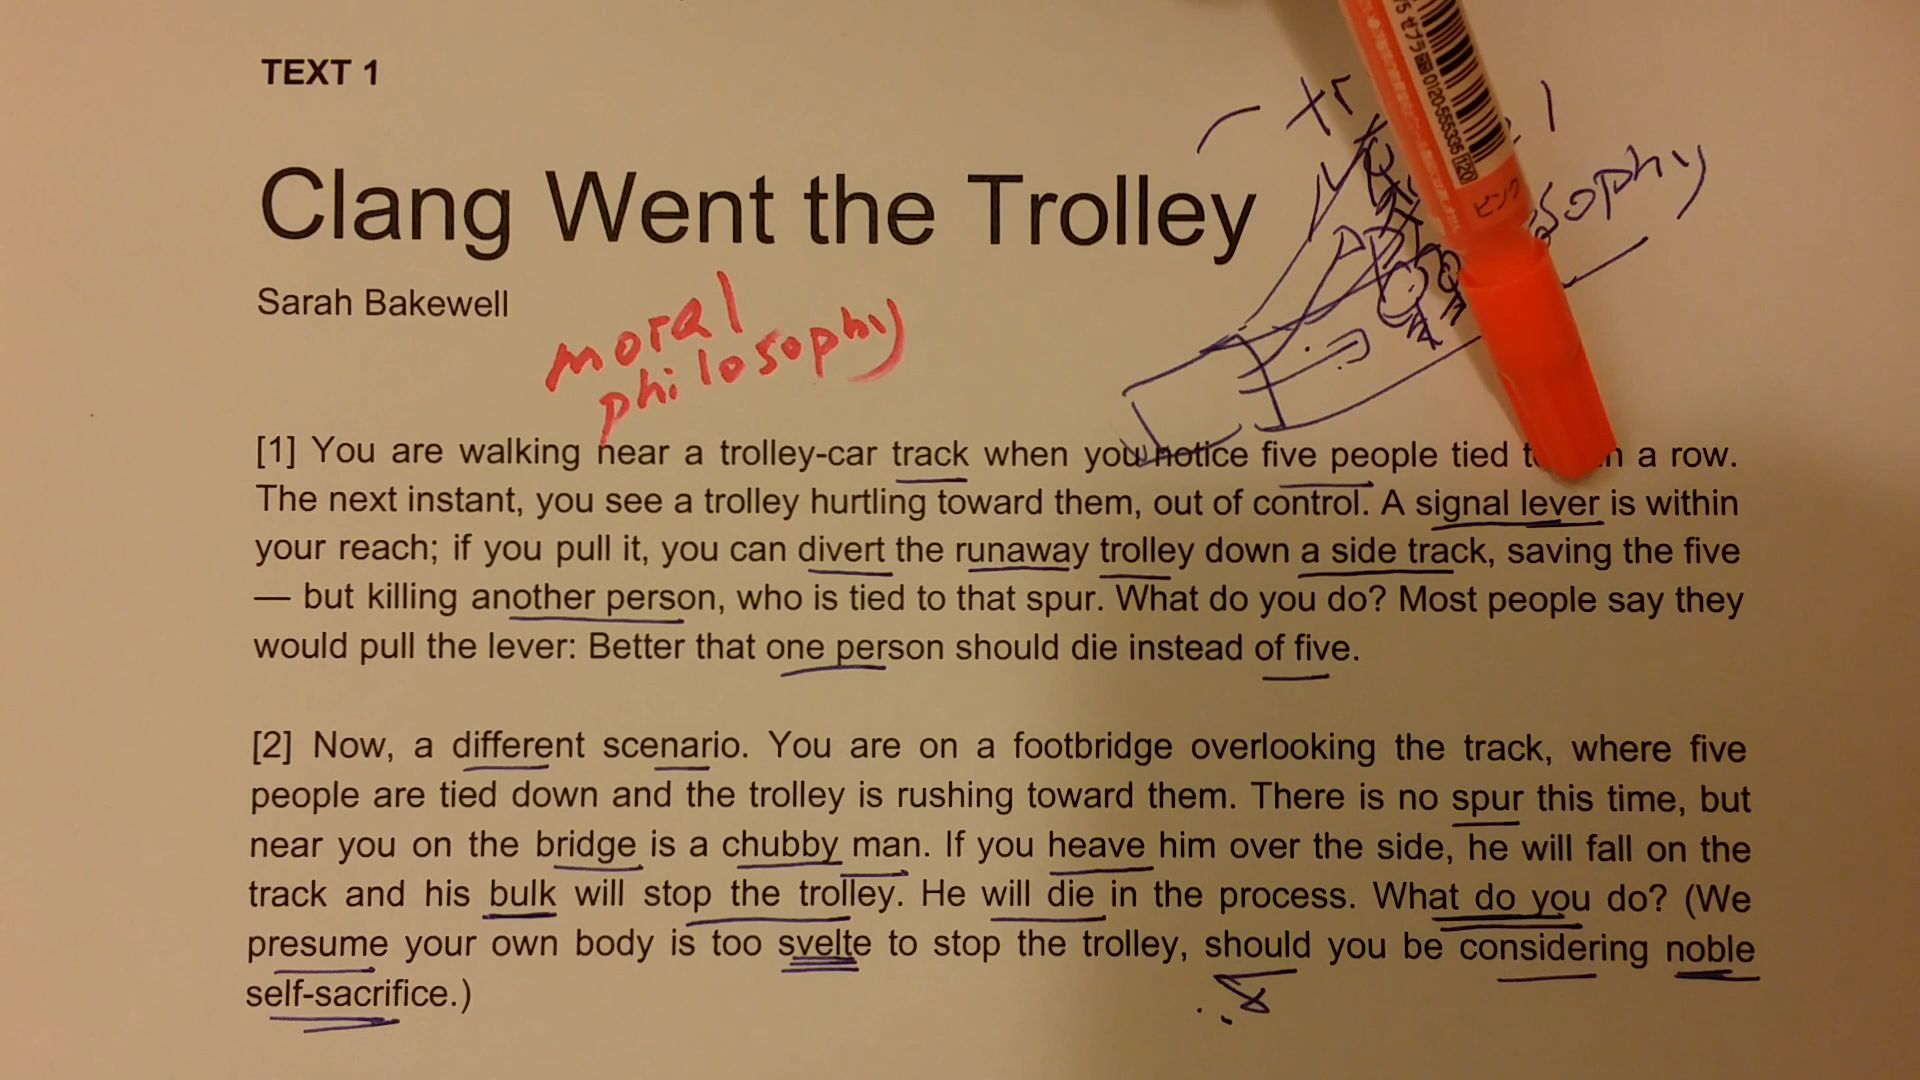 TEXT 1
Clang Went the Trolley
Sarah Bakewell
moral
philosophy
sophy
ゼブラ
0120-555335
120
ピンク
[1] You are walking near a trolley-car track when you notice five people tied a row.
The next instant, you see a trolley hurtling toward them, out of control. A signal lever is within
your reach; if you pull it, you can divert the runaway trolley down a side track, saving the five
— but killing another person, who is tied to that spur. What do you do? Most people say they
would pull the lever: Better that one person should die instead of five.
[2] Now, a different scenario. You are on a footbridge overlooking the track, where five
people are tied down and the trolley is rushing toward them. There is no spur this time, but
near you on the bridge is a chubby man. If you heave him over the side, he will fall on the
track and his bulk will stop the trolley. He will die in the process. What do you do? (We
presume your own body is too svelte to stop the trolley, should you be considering noble
self-sacrifice.)